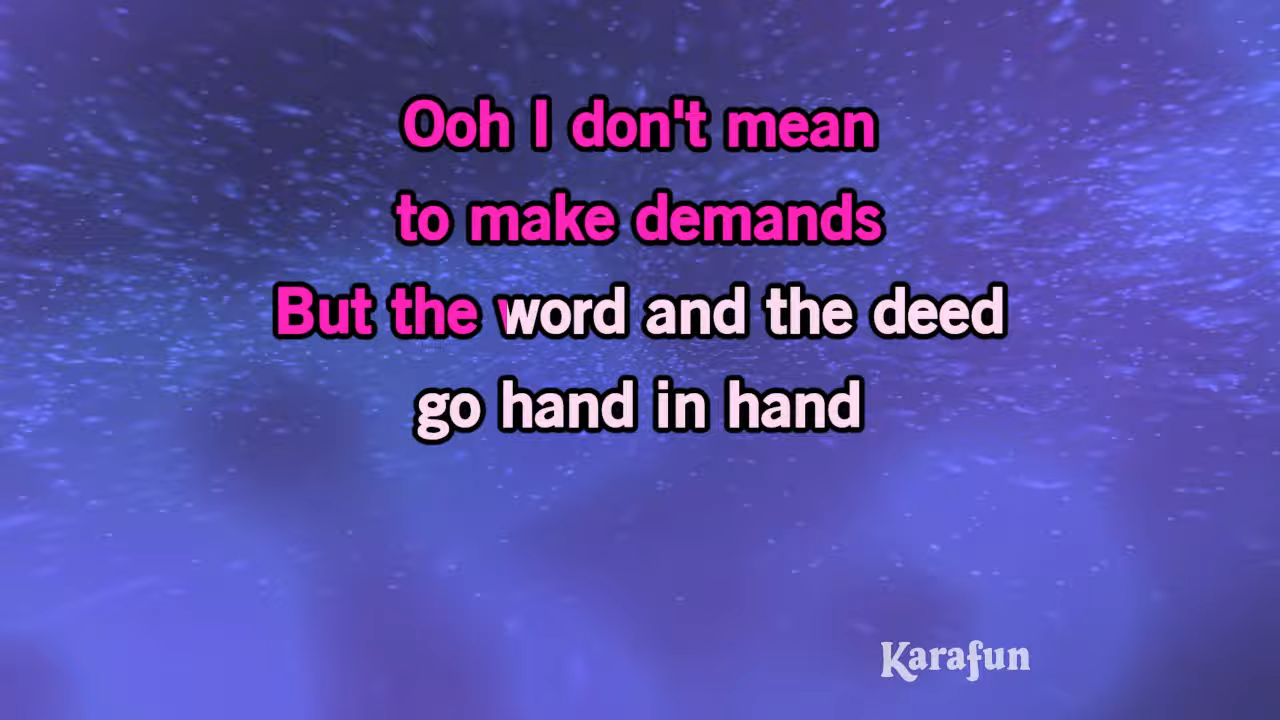 Ooh I don't mean
to make demands
But the word and the deed
go hand in hand
Karafun